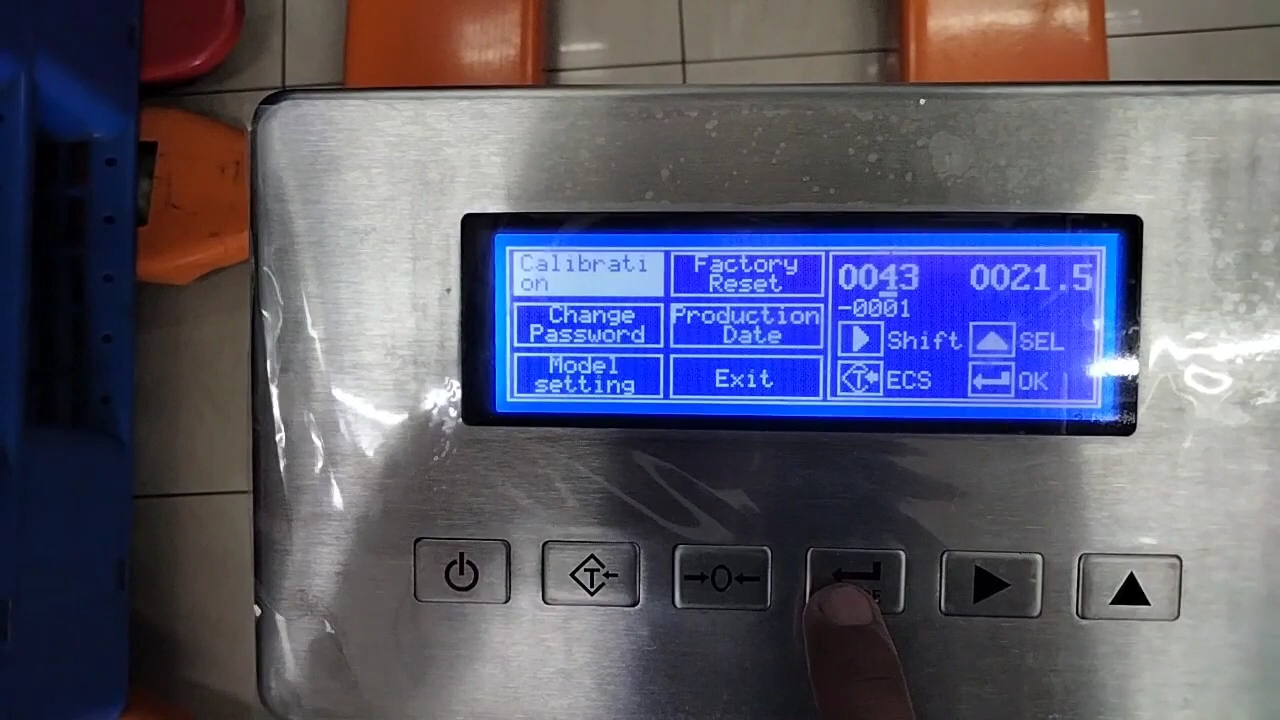 Calibrati
on
Factory
Reset
Change
Password
Production
Date
Model
setting
Exit
0043 0021.5
-0001
Shift SEL
ECS OK
T
→0←
T